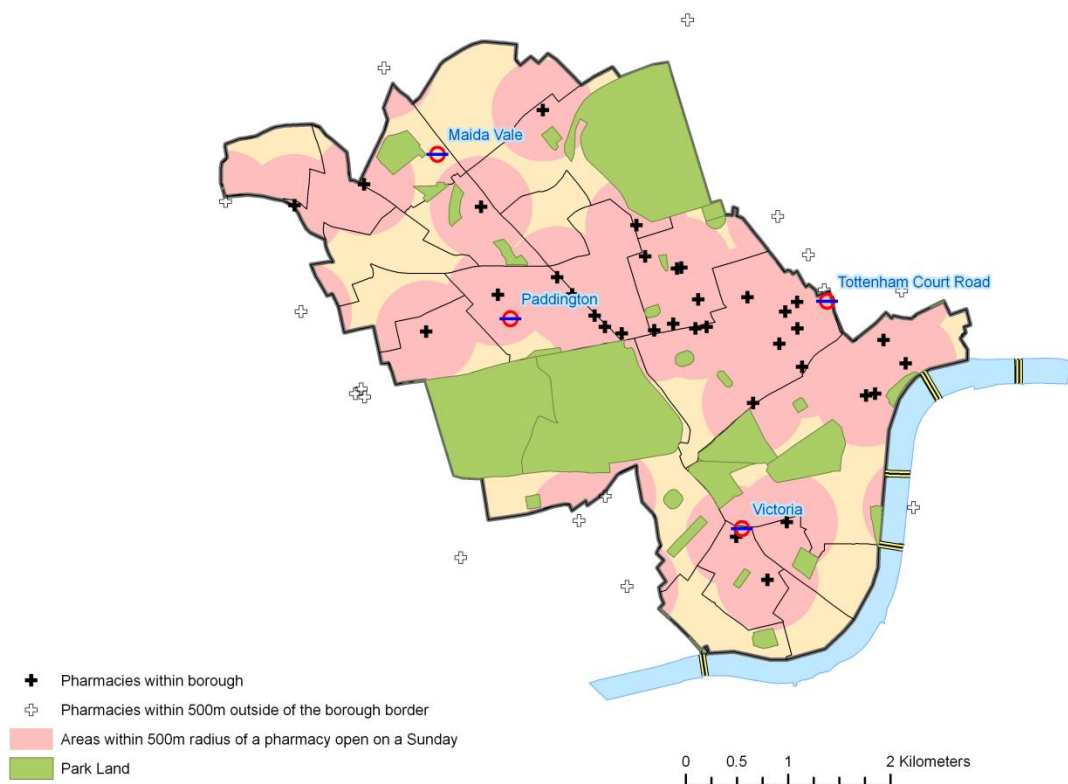 Maida Vale
Tottenham Court Road
Paddington
Victoria
Pharmacies within borough
Pharmacies within 500m outside of the borough border
Areas within 500m radius of a pharmacy open on a Sunday
Park Land
0 0.5 1 2 Kilometers